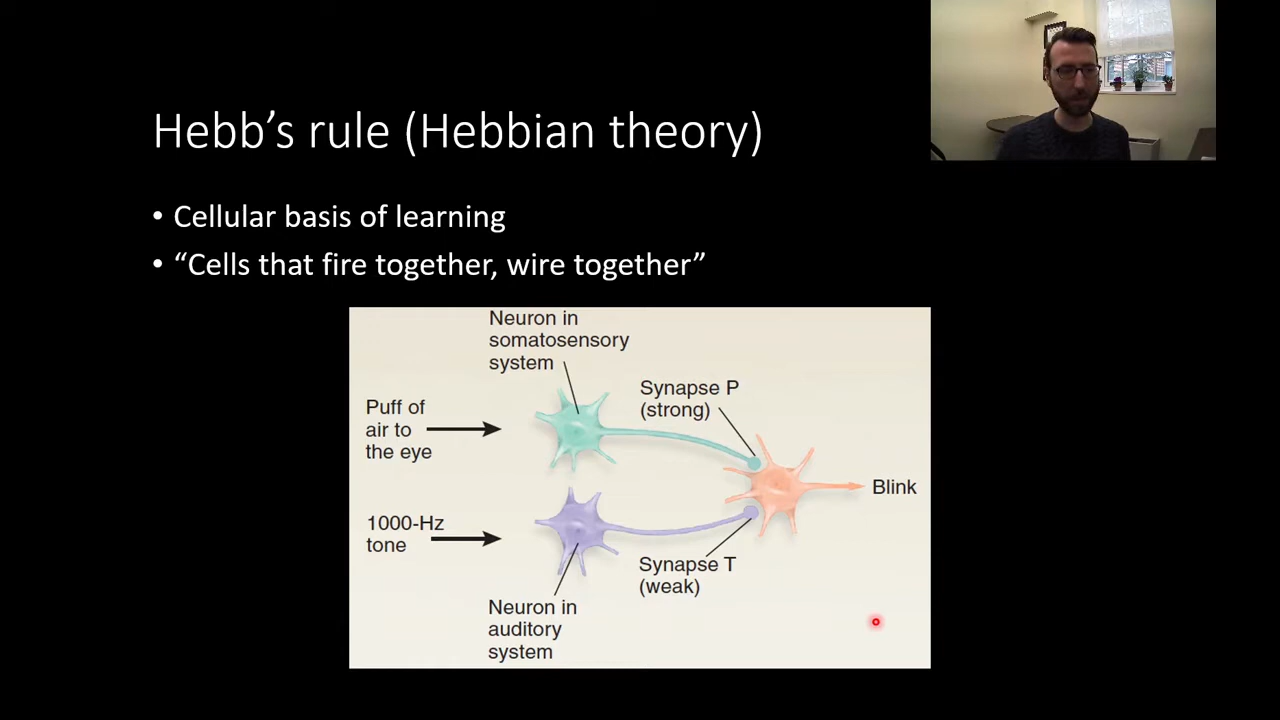 Hebb’s rule (Hebbian theory)
• Cellular basis of learning
• “Cells that fire together, wire together”
Neuron in
somatosensory
system
Synapse P
(strong)
Puff of
air to
the eye
Blink
1000-Hz
tone
Synapse T
(weak)
Neuron in
auditory
system